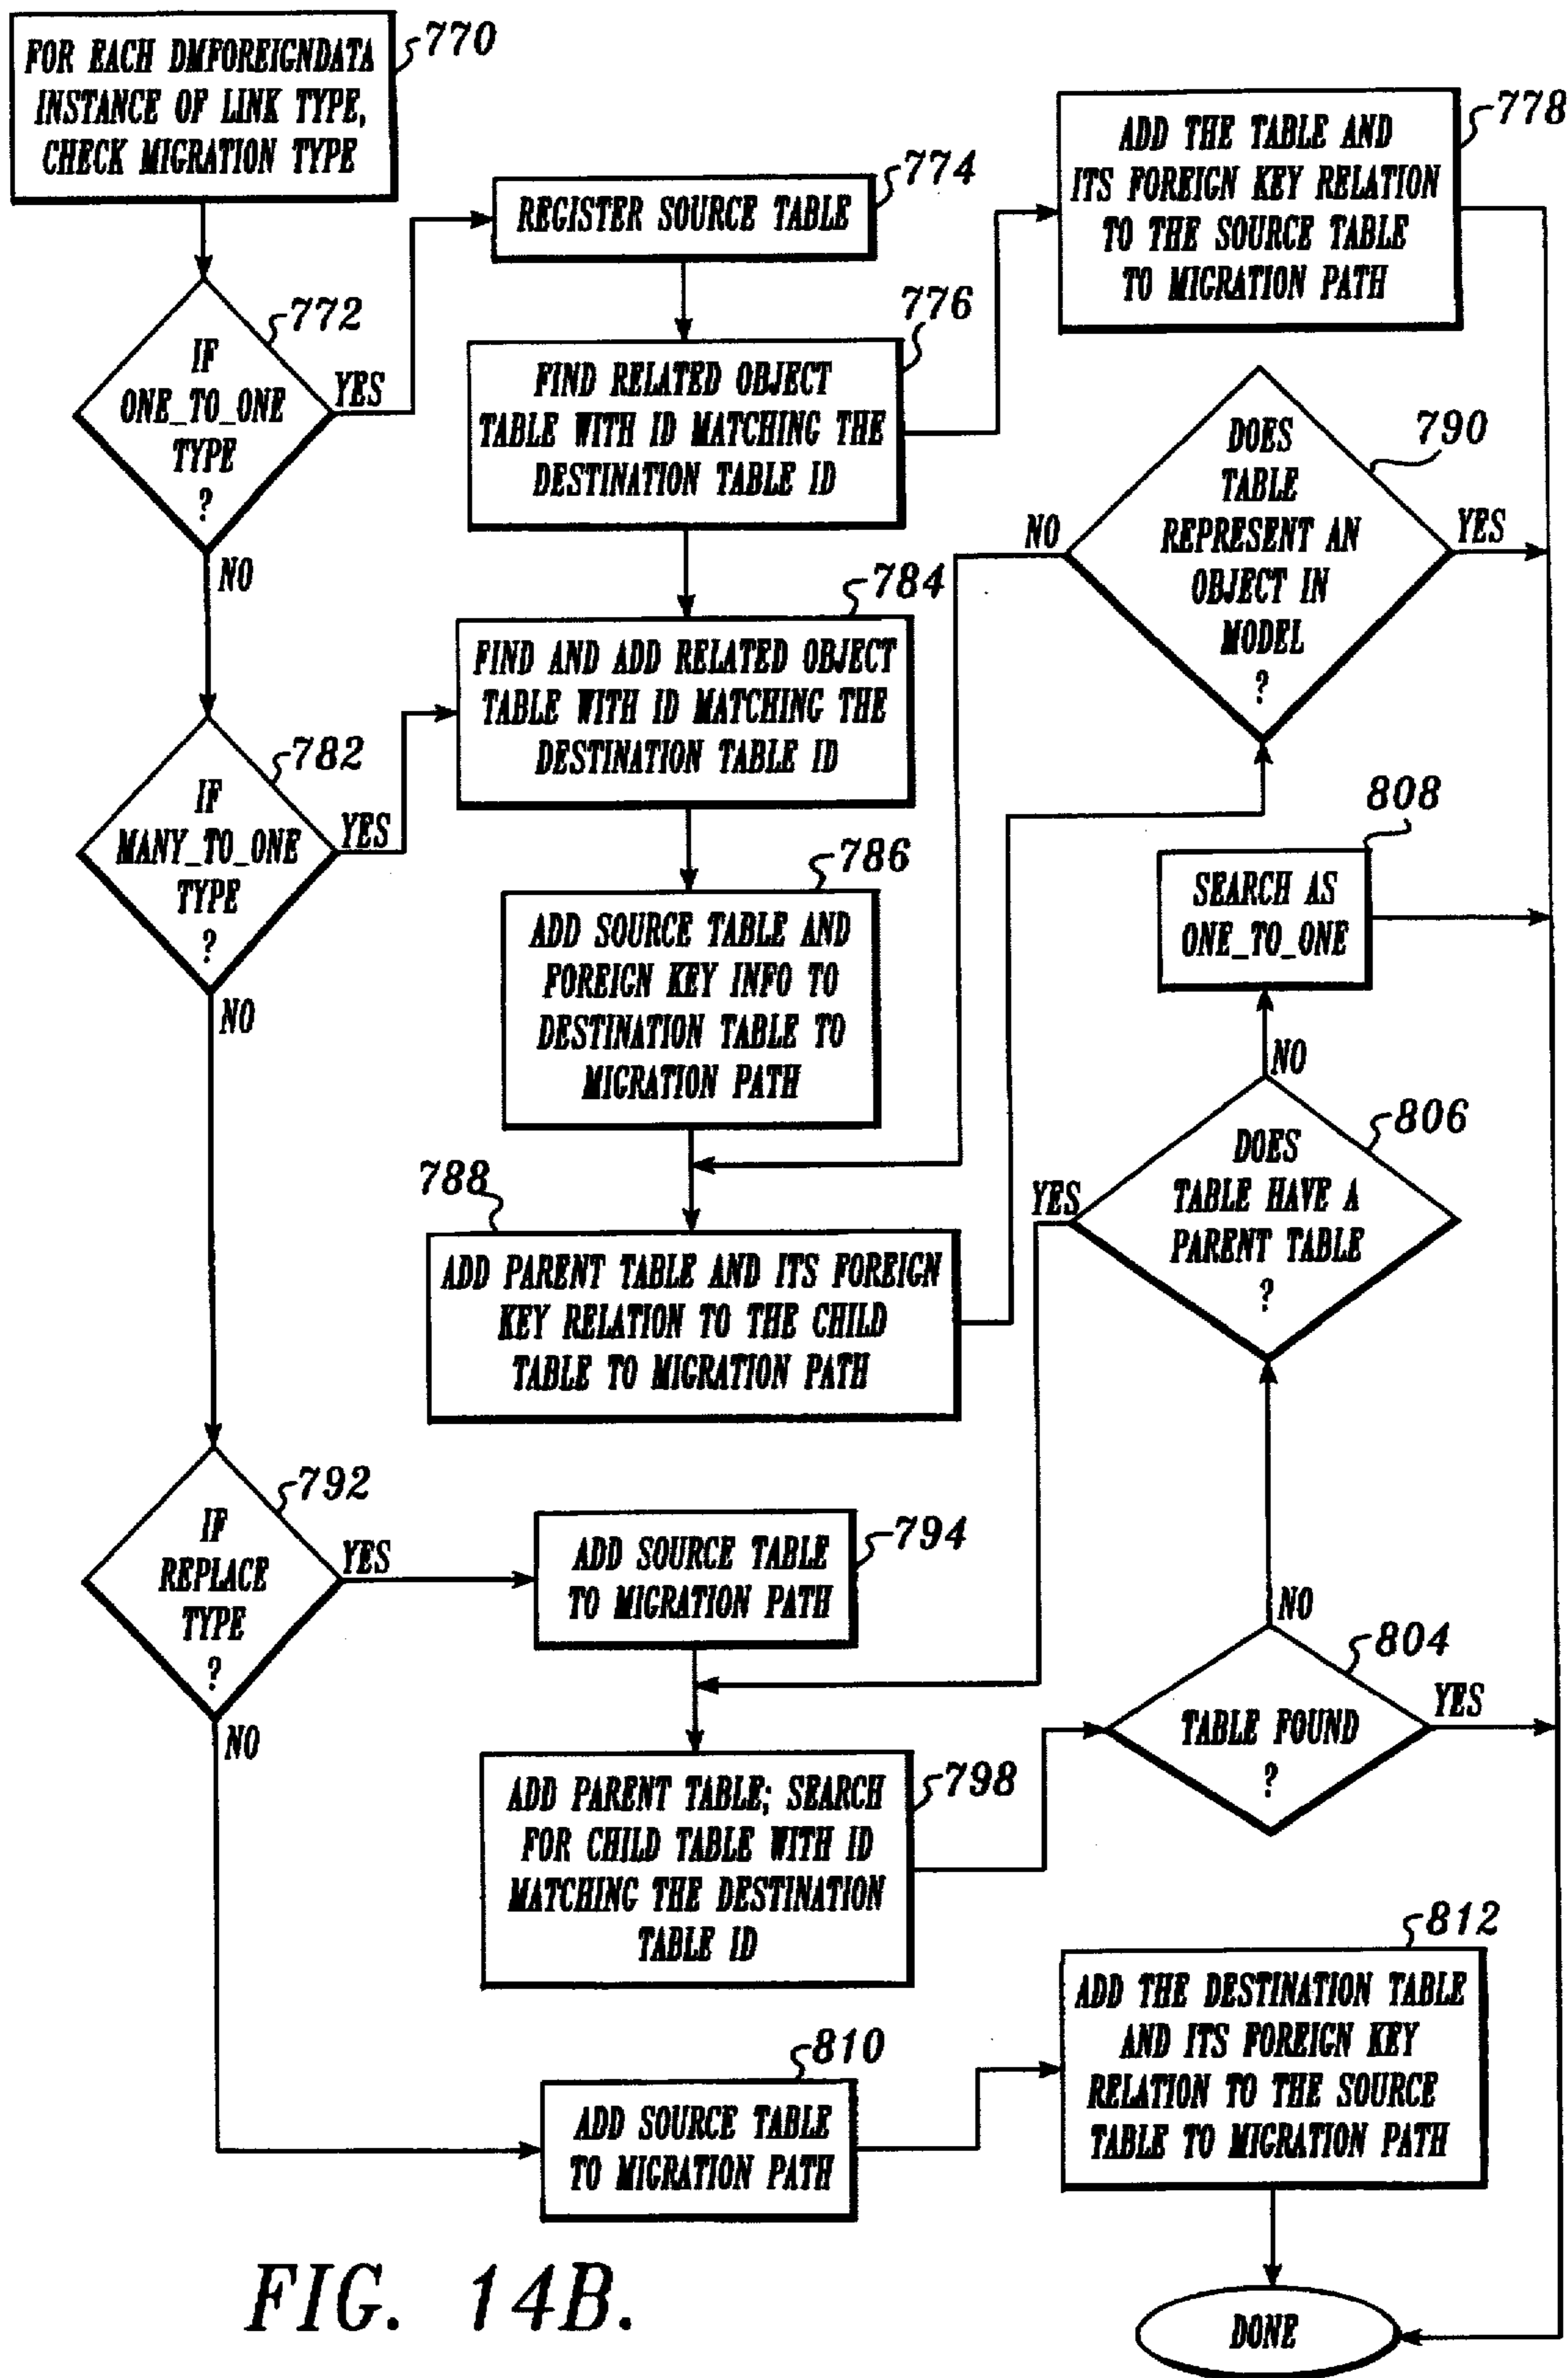 FOR EACH DMFOREIGNDATA
INSTANCE OF LINK TYPE,
CHECK MIGRATION TYPE
770
IF
ONE_TO_ONE
TYPE
?
772
YES
NO
REGISTER SOURCE TABLE
774
FIND RELATED OBJECT
TABLE WITH ID MATCHING THE
DESTINATION TABLE ID
776
ADD THE TABLE AND
ITS FOREIGN KEY RELATION
TO THE SOURCE TABLE
TO MIGRATION PATH
778
IF
MANY_TO_ONE
TYPE
?
782
YES
NO
FIND AND ADD RELATED OBJECT
TABLE WITH ID MATCHING THE
DESTINATION TABLE ID
784
ADD SOURCE TABLE AND
FOREIGN KEY INFO TO
DESTINATION TABLE TO
MIGRATION PATH
786
788
ADD PARENT TABLE AND ITS FOREIGN
KEY RELATION TO THE CHILD
TABLE TO MIGRATION PATH
DOES
TABLE
REPRESENT AN
OBJECT IN
MODEL
?
790
NO
YES
IF
REPLACE
TYPE
?
792
YES
NO
ADD SOURCE TABLE
TO MIGRATION PATH
794
ADD PARENT TABLE; SEARCH
FOR CHILD TABLE WITH ID
MATCHING THE DESTINATION
TABLE ID
798
TABLE FOUND
?
804
YES
NO
DOES
TABLE HAVE A
PARENT TABLE
?
806
YES
NO
808
SEARCH AS
ONE_TO_ONE
810
ADD SOURCE TABLE
TO MIGRATION PATH
812
ADD THE DESTINATION TABLE
AND ITS FOREIGN KEY
RELATION TO THE SOURCE
TABLE TO MIGRATION PATH
DONE
FIG. 14B.